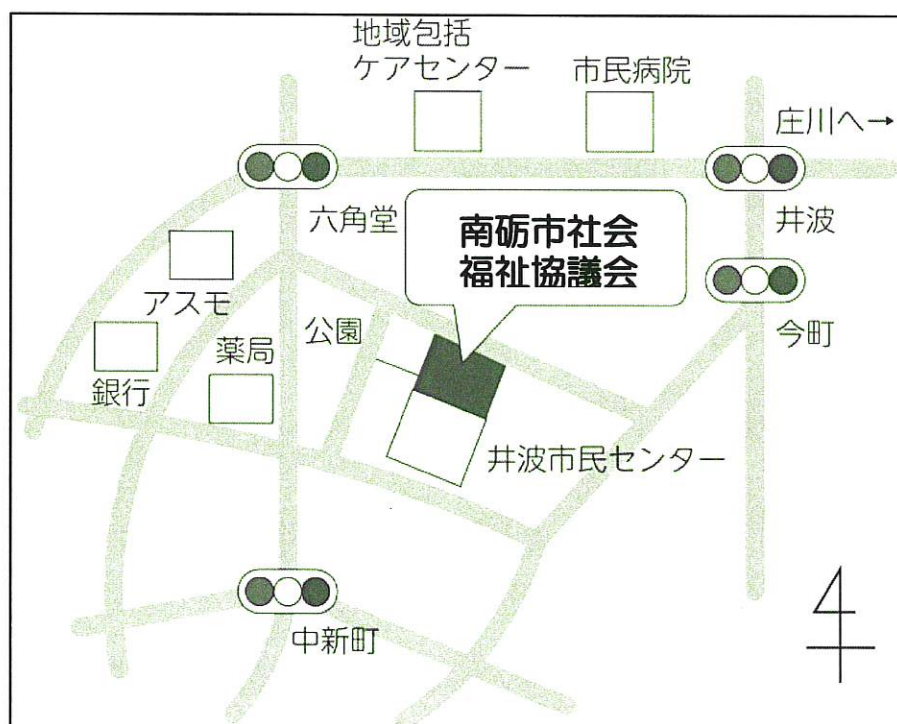 地域包括
ケアセンター
市民病院
庄川へ→
六角堂
南砺市社会
福祉協議会
井波
アスモ
公園
薬局
今町
銀行
井波市民センター
中新町